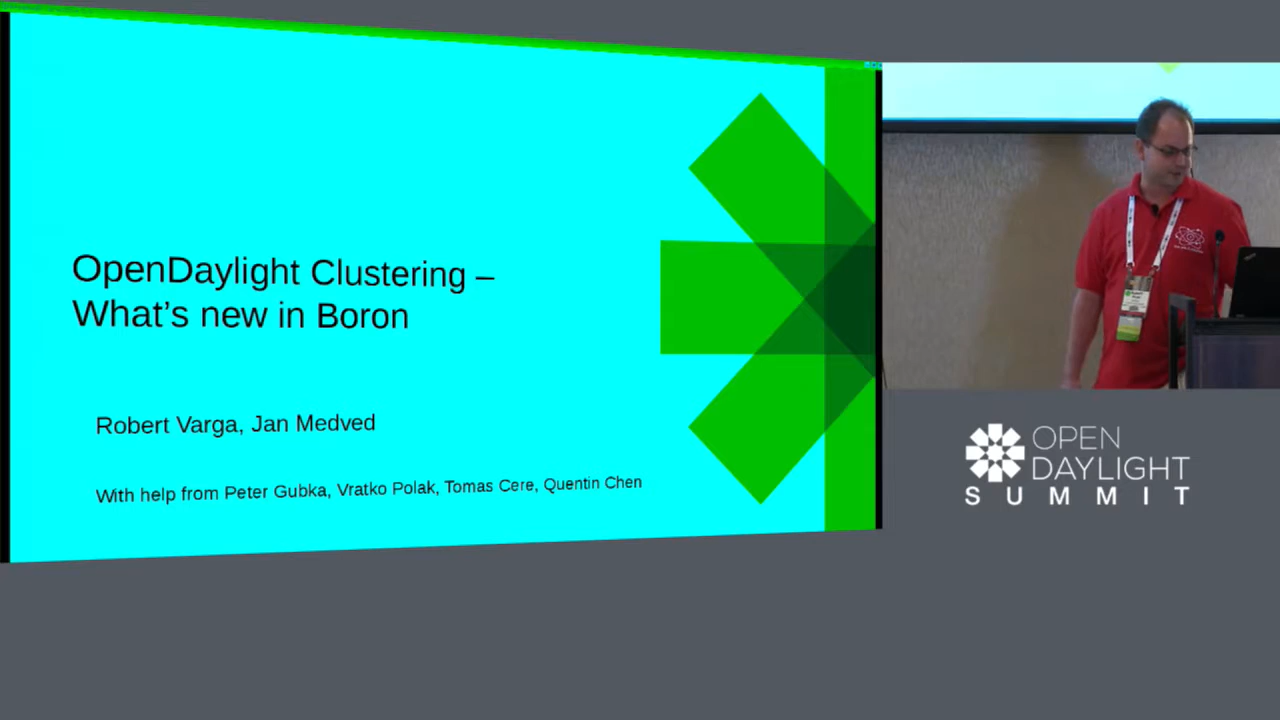 OpenDaylight Clustering –
What's new in Boron
Robert Varga, Jan Medved
With help from Peter Gubka, Vratko Polak, Tomas Cere, Quentin Chen
OPEN
DAYLIGHT
SUMMIT